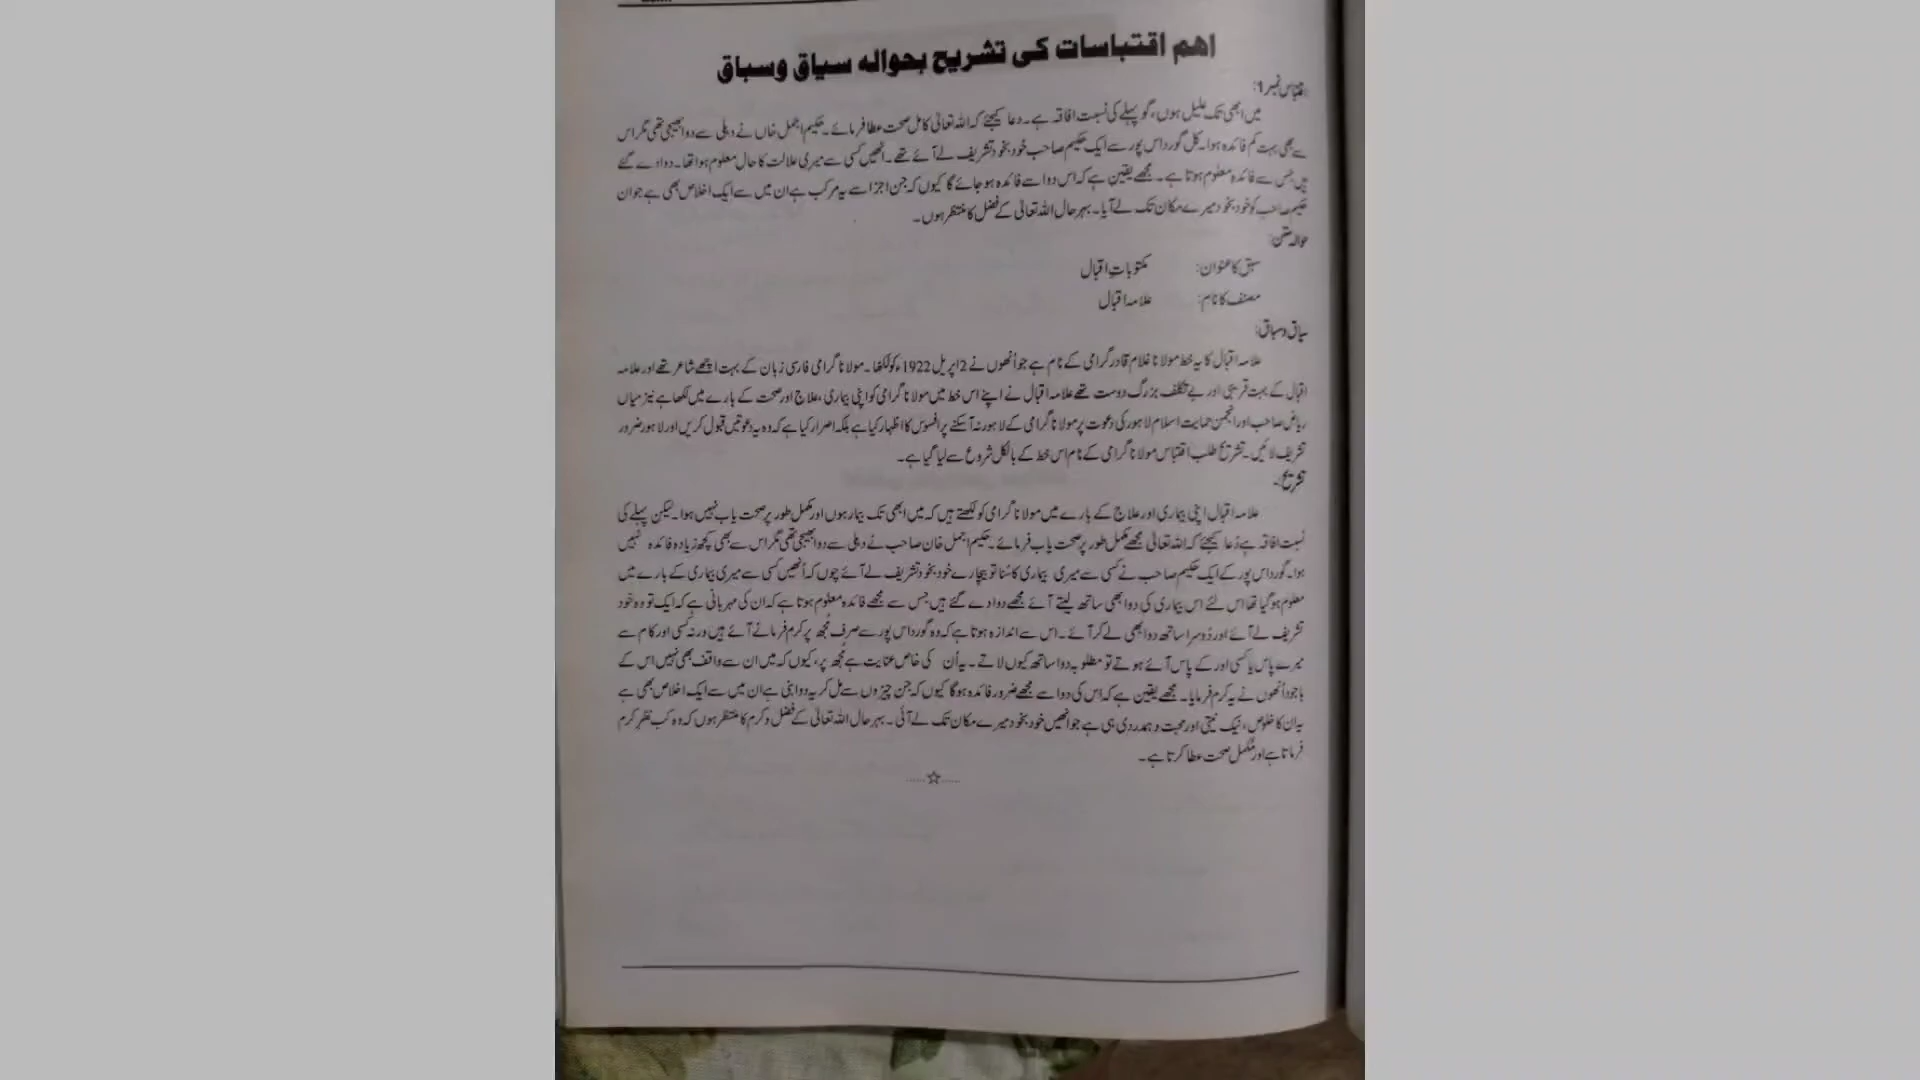 اہم اقتباسات کی تشریح بحوالہ سیاق وسباق
اقتباس نمبر 1:
میں ابھی تک علیل ہوں، گو پہلے کی نسبت افاقہ ہے۔ دعا کیجئے کہ اللہ تعالیٰ کامل صحت عطا فرمائے۔ حکیم اجمل خاں نے دہلی سے دوا بھیجی تھی مگر اس
سے بھی بہت کم فائدہ ہوا۔ کل گورداس پور سے ایک حکیم صاحب خود بخود تشریف لے آئے تھے۔ انھیں کسی سے میری علالت کا حال معلوم ہوا تھا۔ دوا دے گئے
ہیں جس سے فائدہ معلوم ہوتا ہے۔ مجھے یقین ہے کہ اس دوا سے فائدہ ہو جائے گا کیوں کہ جن اجزا سے یہ مرکب ہے ان میں سے ایک اخلاص بھی ہے جو ان
حکیم صاحب کو خود بخود میرے مکان تک لے آیا۔ بہرحال اللہ تعالیٰ کے فضل کا منتظر ہوں۔
حوالہ متن:
سبق کا عنوان: مکتوباتِ اقبال
مصنف کا نام: علامہ اقبال
سیاق و سباق:
علامہ اقبال کا یہ خط مولانا غلام قادر گرامی کے نام ہے جو اُنھوں نے 2 اپریل 1922ء کو لکھا۔ مولانا گرامی فارسی زبان کے بہت اچھے شاعر تھے اور علامہ
اقبال کے بہت قریبی اور بے تکلف بزرگ دوست تھے علامہ اقبال نے اپنے اس خط میں مولانا گرامی کو اپنی بیماری، علاج اور صحت کے بارے میں لکھا ہے نیز میاں
ریاض صاحب اور انجمن حمایت اسلام لاہور کی دعوت پر مولانا گرامی کے لاہور نہ آ سکنے پر افسوس کا اظہار کیا ہے بلکہ اصرار کیا ہے کہ وہ یہ دعوتیں قبول کریں اور لاہور ضرور
تشریف لائیں۔ تشریح طلب اقتباس مولانا گرامی کے نام اس خط کے بالکل شروع سے لیا گیا ہے۔
تشریح:۔
علامہ اقبال اپنی بیماری اور علاج کے بارے میں مولانا گرامی کو لکھتے ہیں کہ میں ابھی تک بیمار ہوں اور مکمل طور پر صحت یاب نہیں ہوا۔ لیکن پہلے کی
نسبت افاقہ ہے دُعا کیجئے کہ اللہ تعالیٰ مجھے مکمل طور پر صحت یاب فرمائے۔ حکیم اجمل خان صاحب نے دہلی سے دوا بھیجی تھی مگر اس سے بھی کچھ زیادہ فائدہ نہیں
ہوا۔ گورداس پور کے ایک حکیم صاحب نے کسی سے میری بیماری کا سُنا تو بیچارے خود بخود تشریف لے آئے چوں کہ اُنھیں کسی سے میری بیماری کے بارے میں
معلوم ہو گیا تھا اس لئے اس بیماری کی دوا بھی ساتھ لیتے آئے مجھے دوا دے گئے ہیں جس سے مجھے فائدہ معلوم ہوتا ہے کہ ان کی مہربانی ہے کہ ایک تو وہ خود
تشریف لے آئے اور دُوسرا ساتھ دوا بھی لے کر آئے۔ اس سے اندازہ ہوتا ہے کہ وہ گورداس پور سے صرف مُجھ پر کرم فرمانے آئے ہیں ورنہ کسی اور کام سے
میرے پاس یا کسی اور کے پاس آئے ہوتے تو مطلوبہ دوا ساتھ کیوں لاتے۔ یہ اُن کی خاص عنایت ہے مُجھ پر، کیوں کہ میں ان سے واقف بھی نہیں اس کے
باوجود اُنھوں نے یہ کرم فرمایا۔ مجھے یقین ہے کہ اس کی دوا سے مجھے ضرور فائدہ ہوگا کیوں کہ جن چیزوں سے مل کر یہ دوا بنی ہے ان میں سے ایک اخلاص بھی ہے
یہ ان کا خلوص، نیک نیتی اور محبت و ہمدردی ہی ہے جو انھیں خود بخود میرے مکان تک لے آئی۔ بہرحال اللہ تعالیٰ کے فضل و کرم کا منتظر ہوں کہ وہ کب نظرِ کرم
فرماتا ہے اور مکمل صحت عطا کرتا ہے۔
.....☆.....